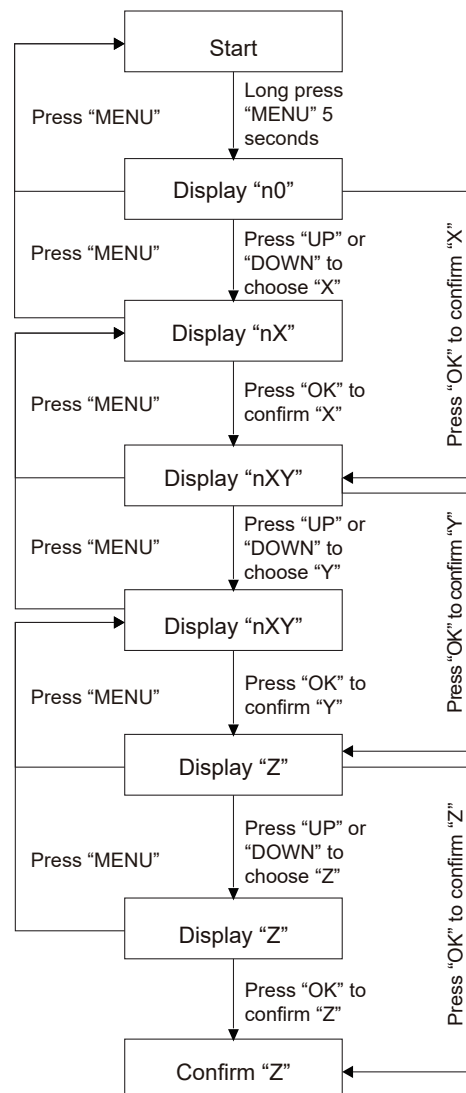 Start
Long press
“MENU” 5
seconds
Press “MENU”
Display “n0”
Press “UP” or
“DOWN” to
choose “X”
Press “MENU”
Press “OK” to confirm “X”
Display “nX”
Press “OK” to
confirm “X”
Press “MENU”
Display “nXY”
Press “UP” or
“DOWN” to
choose “Y”
Press “MENU”
Press “OK” to confirm “Y”
Display “nXY”
Press “OK” to
confirm “Y”
Press “MENU”
Display “Z”
Press “UP” or
“DOWN” to
choose “Z”
Press “MENU”
Press “OK” to confirm “Z”
Display “Z”
Press “OK” to
confirm “Z”
Confirm “Z”